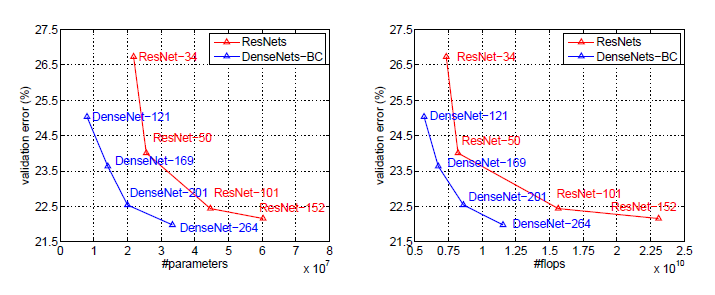 27.5
26.5
25.5
24.5
23.5
22.5
21.5
validation error (%)
ResNets
DenseNets−BC
ResNet−34
DenseNet−121
ResNet−50
DenseNet−169
DenseNet−201
ResNet−101
ResNet−152
DenseNet−264
0 1 2 3 4 5 6 7 8
#parameters
x 10^7
27.5
26.5
25.5
24.5
23.5
22.5
21.5
validation error (%)
ResNets
DenseNets−BC
ResNet−34
DenseNet−121
ResNet−50
DenseNet−169
DenseNet−201
ResNet−101
ResNet−152
DenseNet−264
0.5 0.75 1 1.25 1.5 1.75 2 2.25 2.5
#flops
x 10^10